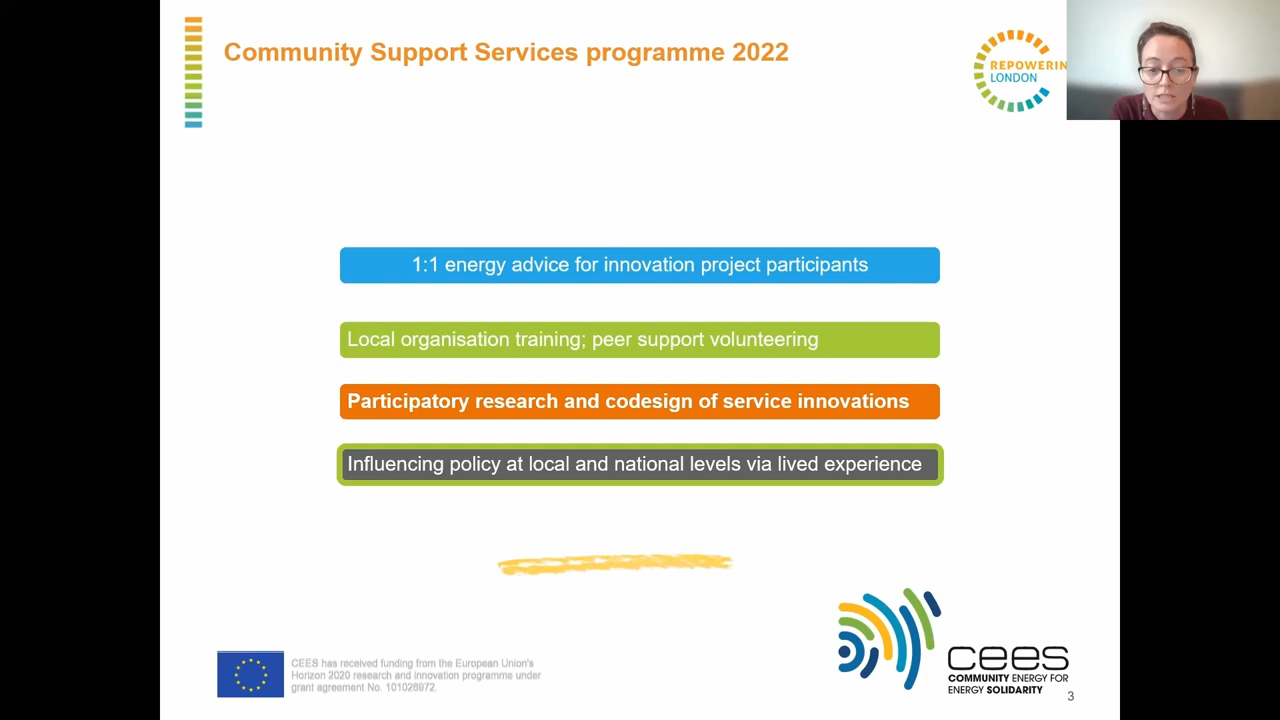 Community Support Services programme 2022
REPOWERIN
LONDON
1:1 energy advice for innovation project participants
Local organisation training; peer support volunteering
Participatory research and codesign of service innovations
Influencing policy at local and national levels via lived experience
CEES has received funding from the European Union's
Horizon 2020 research and innovation programme under
grant agreement No. 101026972.
cees
COMMUNITY ENERGY FOR
ENERGY SOLIDARITY
3